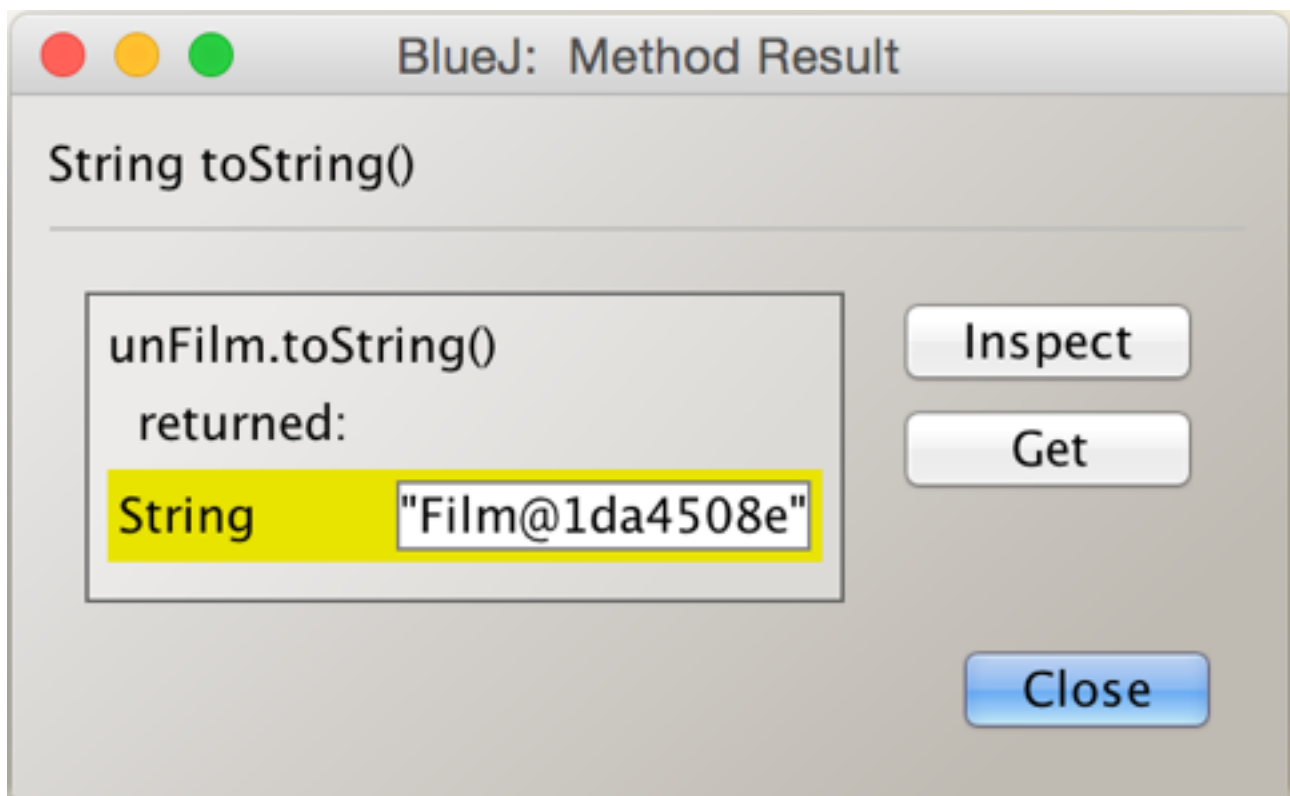 BlueJ: Method Result
String toString()
unFilm.toString()
returned:
String "Film@1da4508e"
Inspect
Get
Close